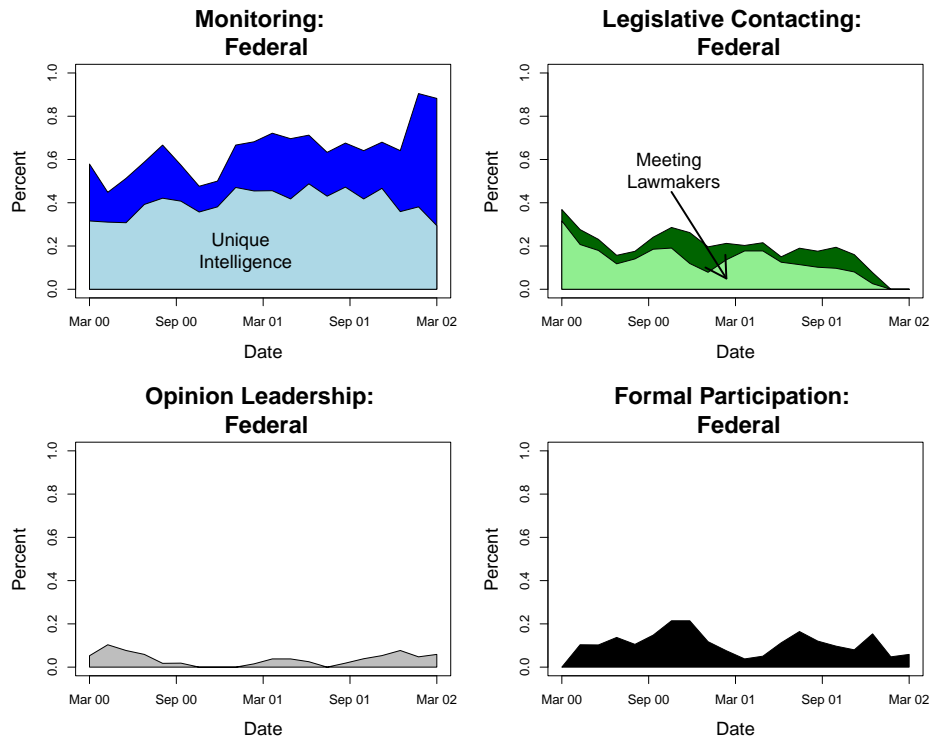 Monitoring:
Federal
Percent
0.0 0.2 0.4 0.6 0.8 1.0
Unique
Intelligence
Mar 00 Sep 00 Mar 01 Sep 01 Mar 02
Date
Legislative Contacting:
Federal
Percent
0.0 0.2 0.4 0.6 0.8 1.0
Meeting
Lawmakers
Mar 00 Sep 00 Mar 01 Sep 01 Mar 02
Date
Opinion Leadership:
Federal
Percent
0.0 0.2 0.4 0.6 0.8 1.0
Mar 00 Sep 00 Mar 01 Sep 01 Mar 02
Date
Formal Participation:
Federal
Percent
0.0 0.2 0.4 0.6 0.8 1.0
Mar 00 Sep 00 Mar 01 Sep 01 Mar 02
Date